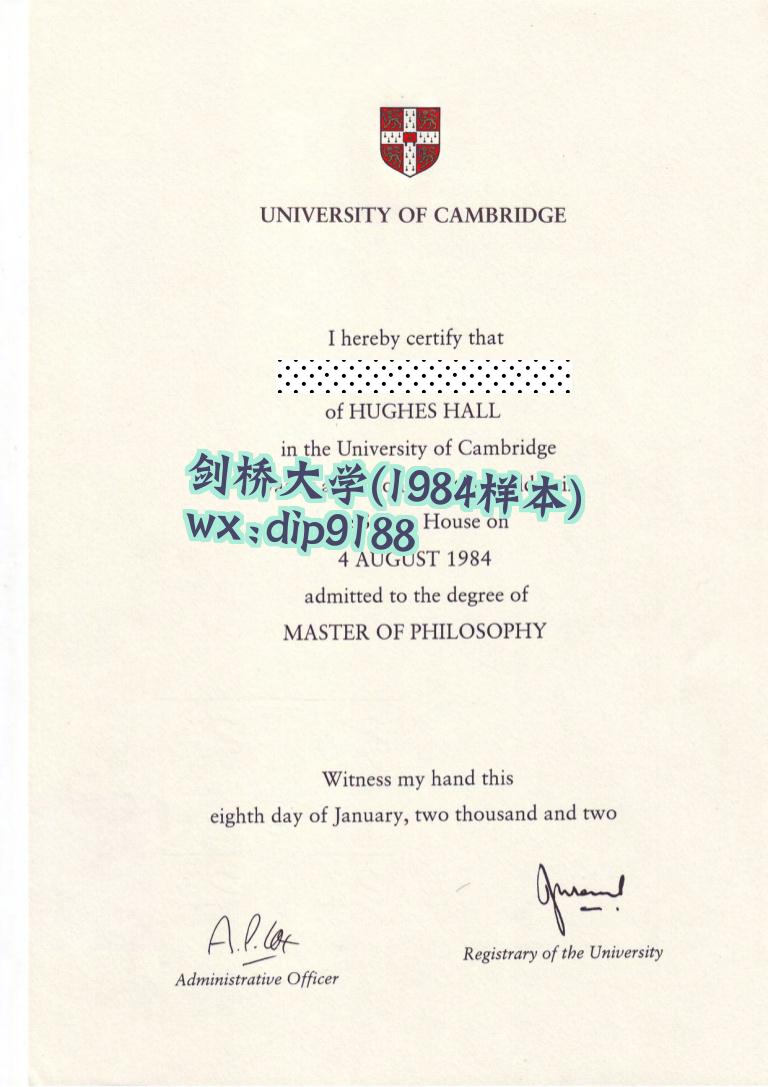 UNIVERSITY OF CAMBRIDGE
I hereby certify that
of HUGHES HALL
in the University of Cambridge
剑桥大学(1984样本)
wx:dip9188
House on
4 AUGUST 1984
admitted to the degree of
MASTER OF PHILOSOPHY
Witness my hand this
eighth day of January, two thousand and two
A.P. Cox
Administrative Officer
Registrary of the University